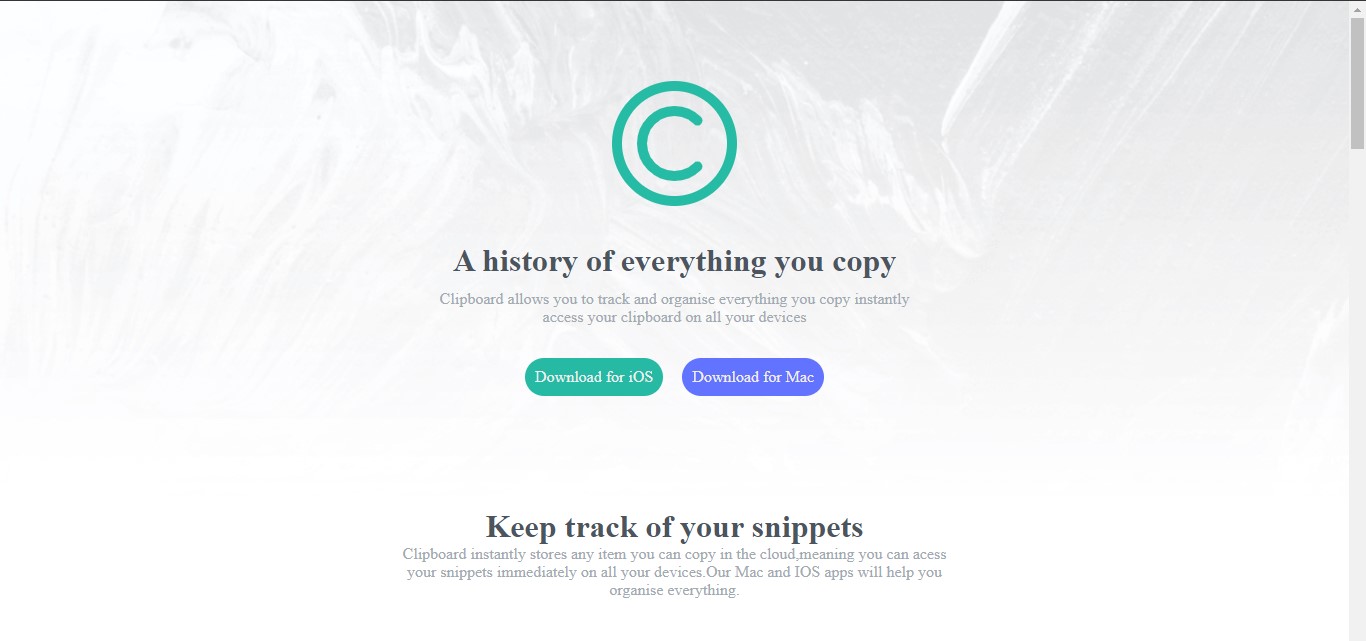 A history of everything you copy
Clipboard allows you to track and organise everything you copy instantly
access your clipboard on all your devices
Download for iOS
Download for Mac
Keep track of your snippets
Clipboard instantly stores any item you can copy in the cloud,meaning you can acess
your snippets immediately on all your devices.Our Mac and IOS apps will help you
organise everything.